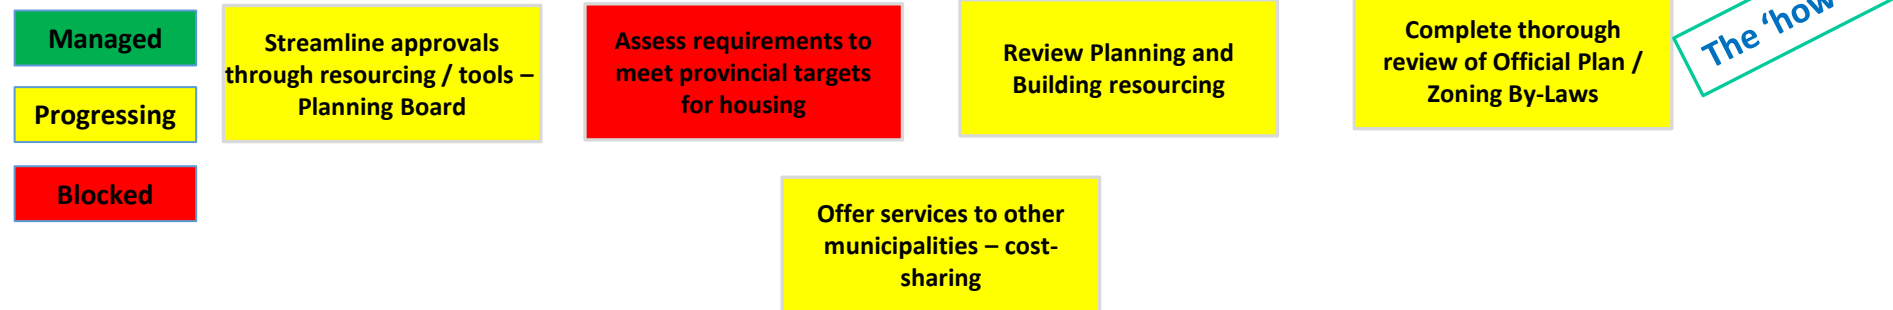 Managed
Progressing
Blocked
Streamline approvals
through resourcing / tools –
Planning Board
Assess requirements to
meet provincial targets
for housing
Review Planning and
Building resourcing
Complete thorough
review of Official Plan /
Zoning By-Laws
The ‘how
Offer services to other
municipalities – cost-
sharing